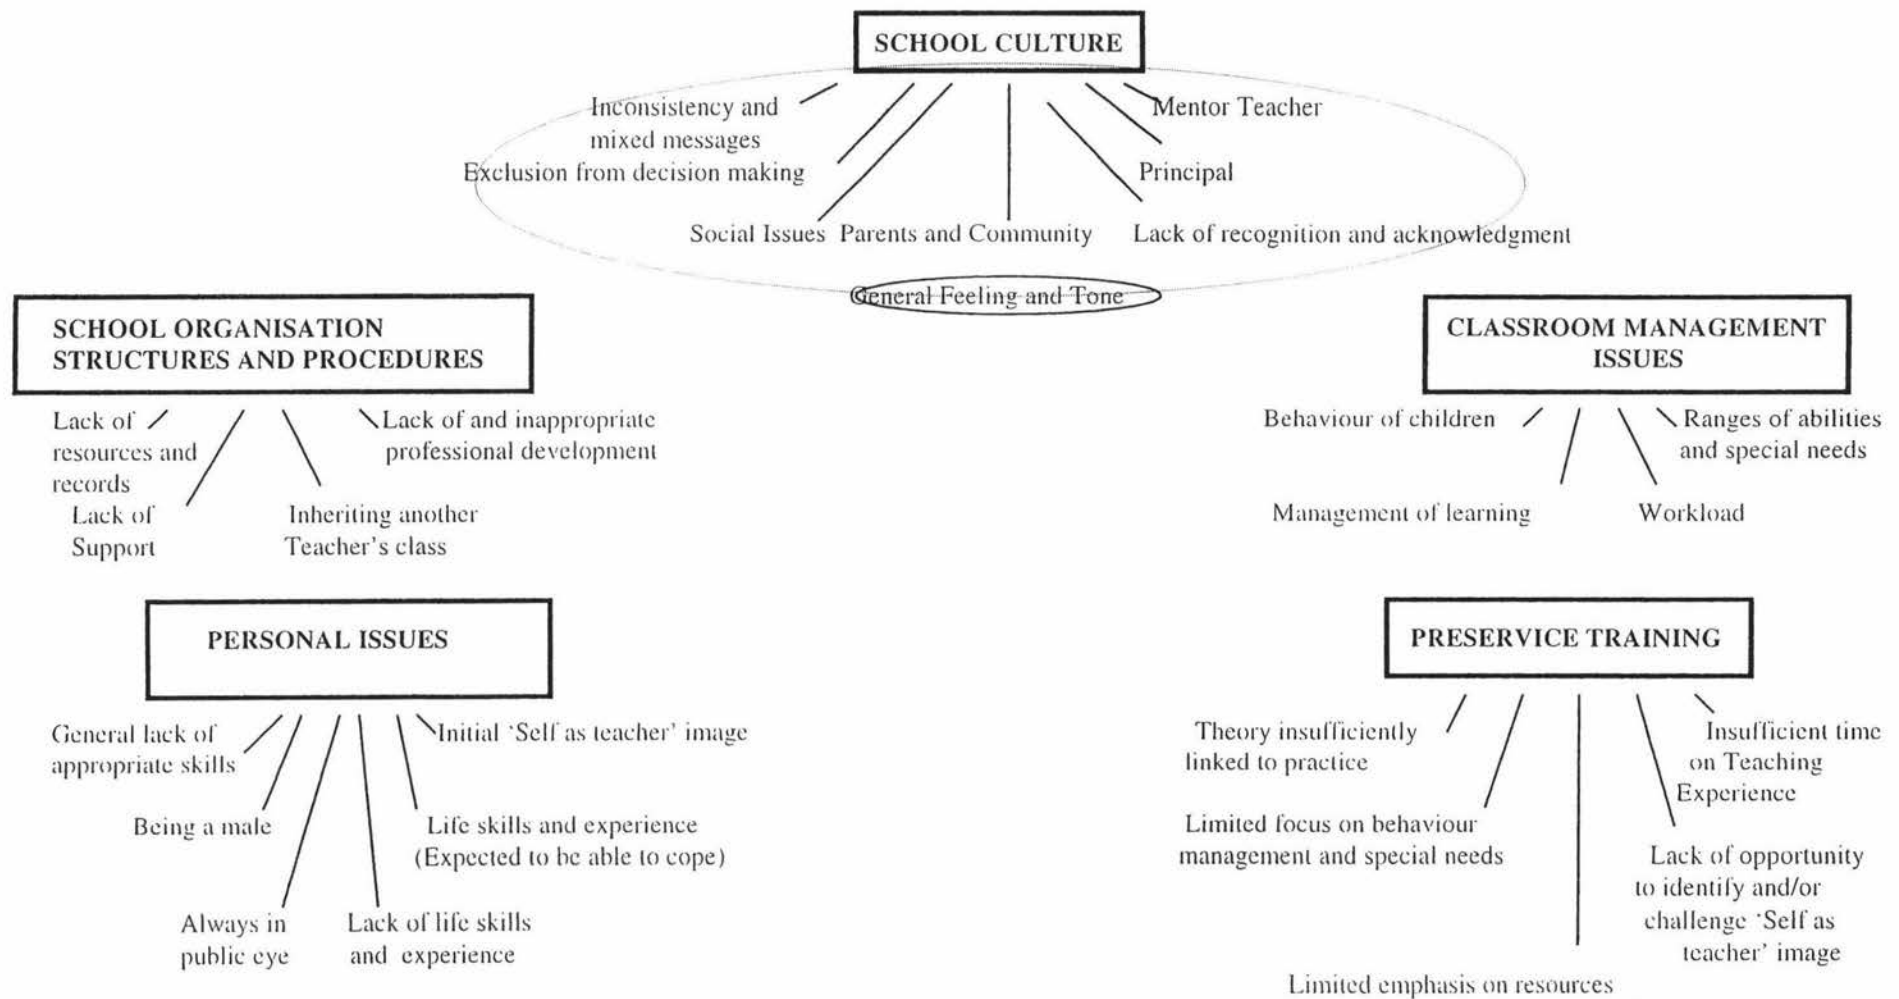 SCHOOL CULTURE
Inconsistency and
mixed messages
Exclusion from decision making
Social Issues
Parents and Community
Lack of recognition and acknowledgment
Principal
Mentor Teacher
General Feeling and Tone
SCHOOL ORGANISATION
STRUCTURES AND PROCEDURES
Lack of
resources and
records
Lack of
Support
Inheriting another
Teacher's class
Lack of and inappropriate
professional development
CLASSROOM MANAGEMENT
ISSUES
Behaviour of children
Management of learning
Workload
Ranges of abilities
and special needs
PERSONAL ISSUES
General lack of
appropriate skills
Being a male
Always in
public eye
Lack of life skills
and experience
Life skills and experience
(Expected to be able to cope)
Initial 'Self as teacher' image
PRESERVICE TRAINING
Theory insufficiently
linked to practice
Limited focus on behaviour
management and special needs
Limited emphasis on resources
Lack of opportunity
to identify and/or
challenge 'Self as
teacher' image
Insufficient time
on Teaching
Experience